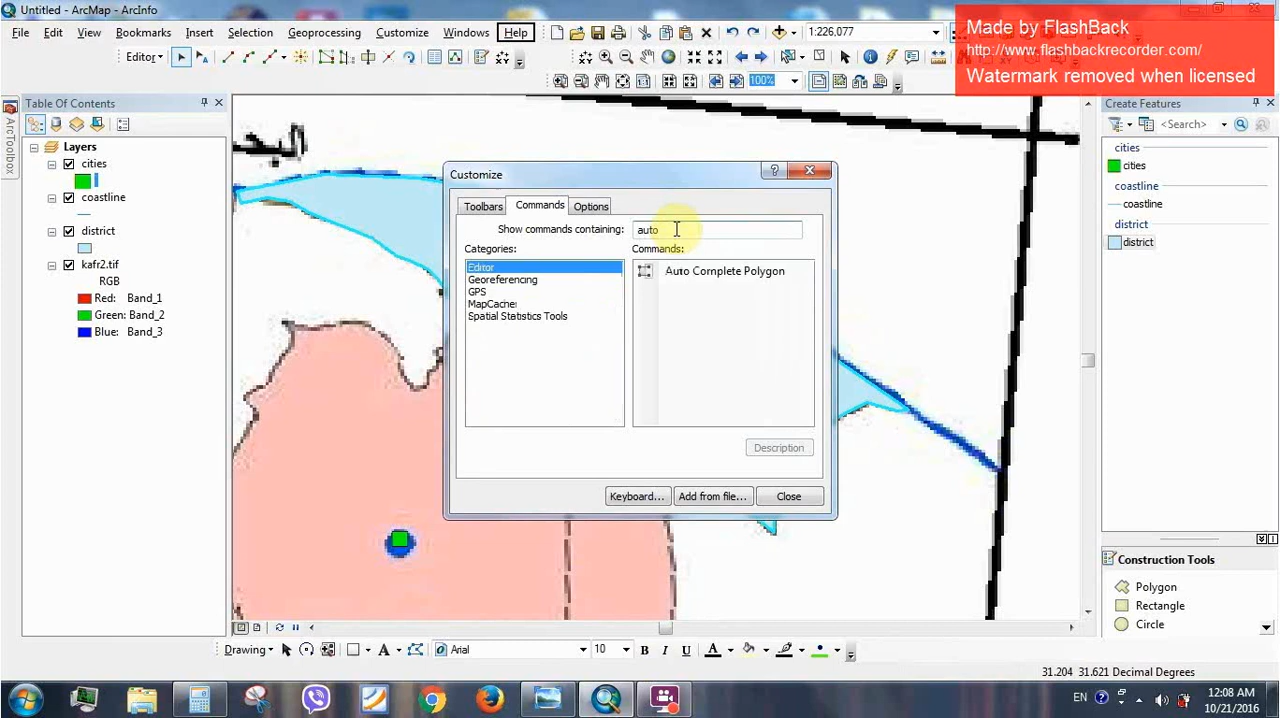 Untitled - ArcMap - ArcInfo
File Edit View Bookmarks Insert Selection Geoprocessing Customize Windows Help
1:226,077
Made by FlashBack
http://www.flashbackrecorder.com/
Watermark removed when licensed
Editor
100%
Table Of Contents
Create Features
<Search>
ArcToolbox
Layers
cities
coastline
district
kafr2.tif
RGB
Red: Band_1
Green: Band_2
Blue: Band_3
Customize
Toolbars Commands Options
Show commands containing: auto
Categories: Commands:
Editor
Georeferencing
GPS
MapCache
Spatial Statistics Tools
Auto Complete Polygon
Description
Keyboard... Add from file... Close
cities
cities
coastline
coastline
district
district
Construction Tools
Polygon
Rectangle
Circle
Drawing
A
Arial
10
B I U A
31.204 31.621 Decimal Degrees
EN
12:08 AM
10/21/2016